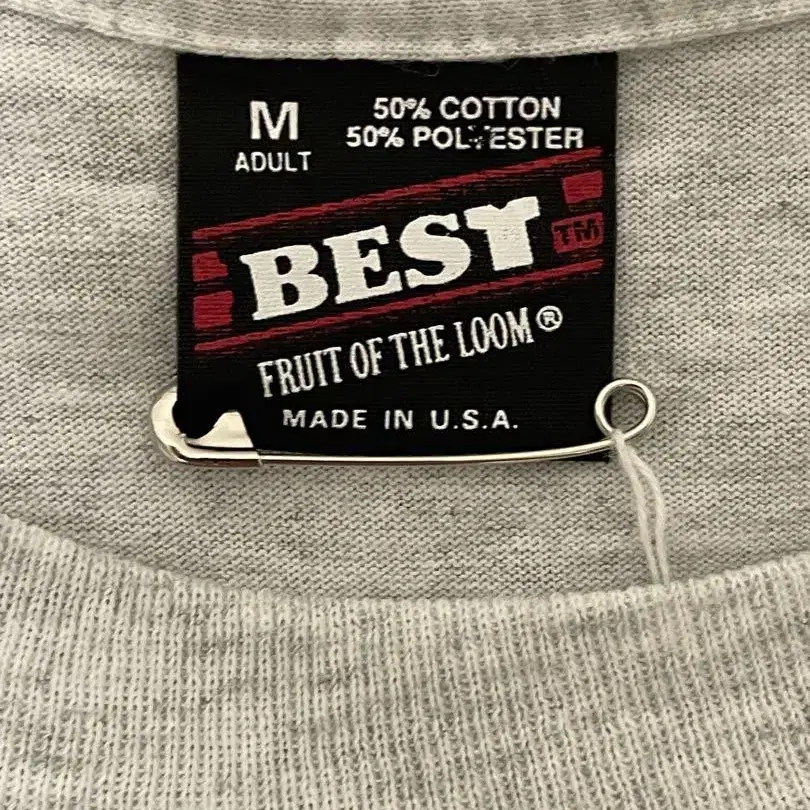 M
ADULT
50% COTTON
50% POLYESTER
BEST
TM
FRUIT OF THE LOOM®
MADE IN U.S.A.